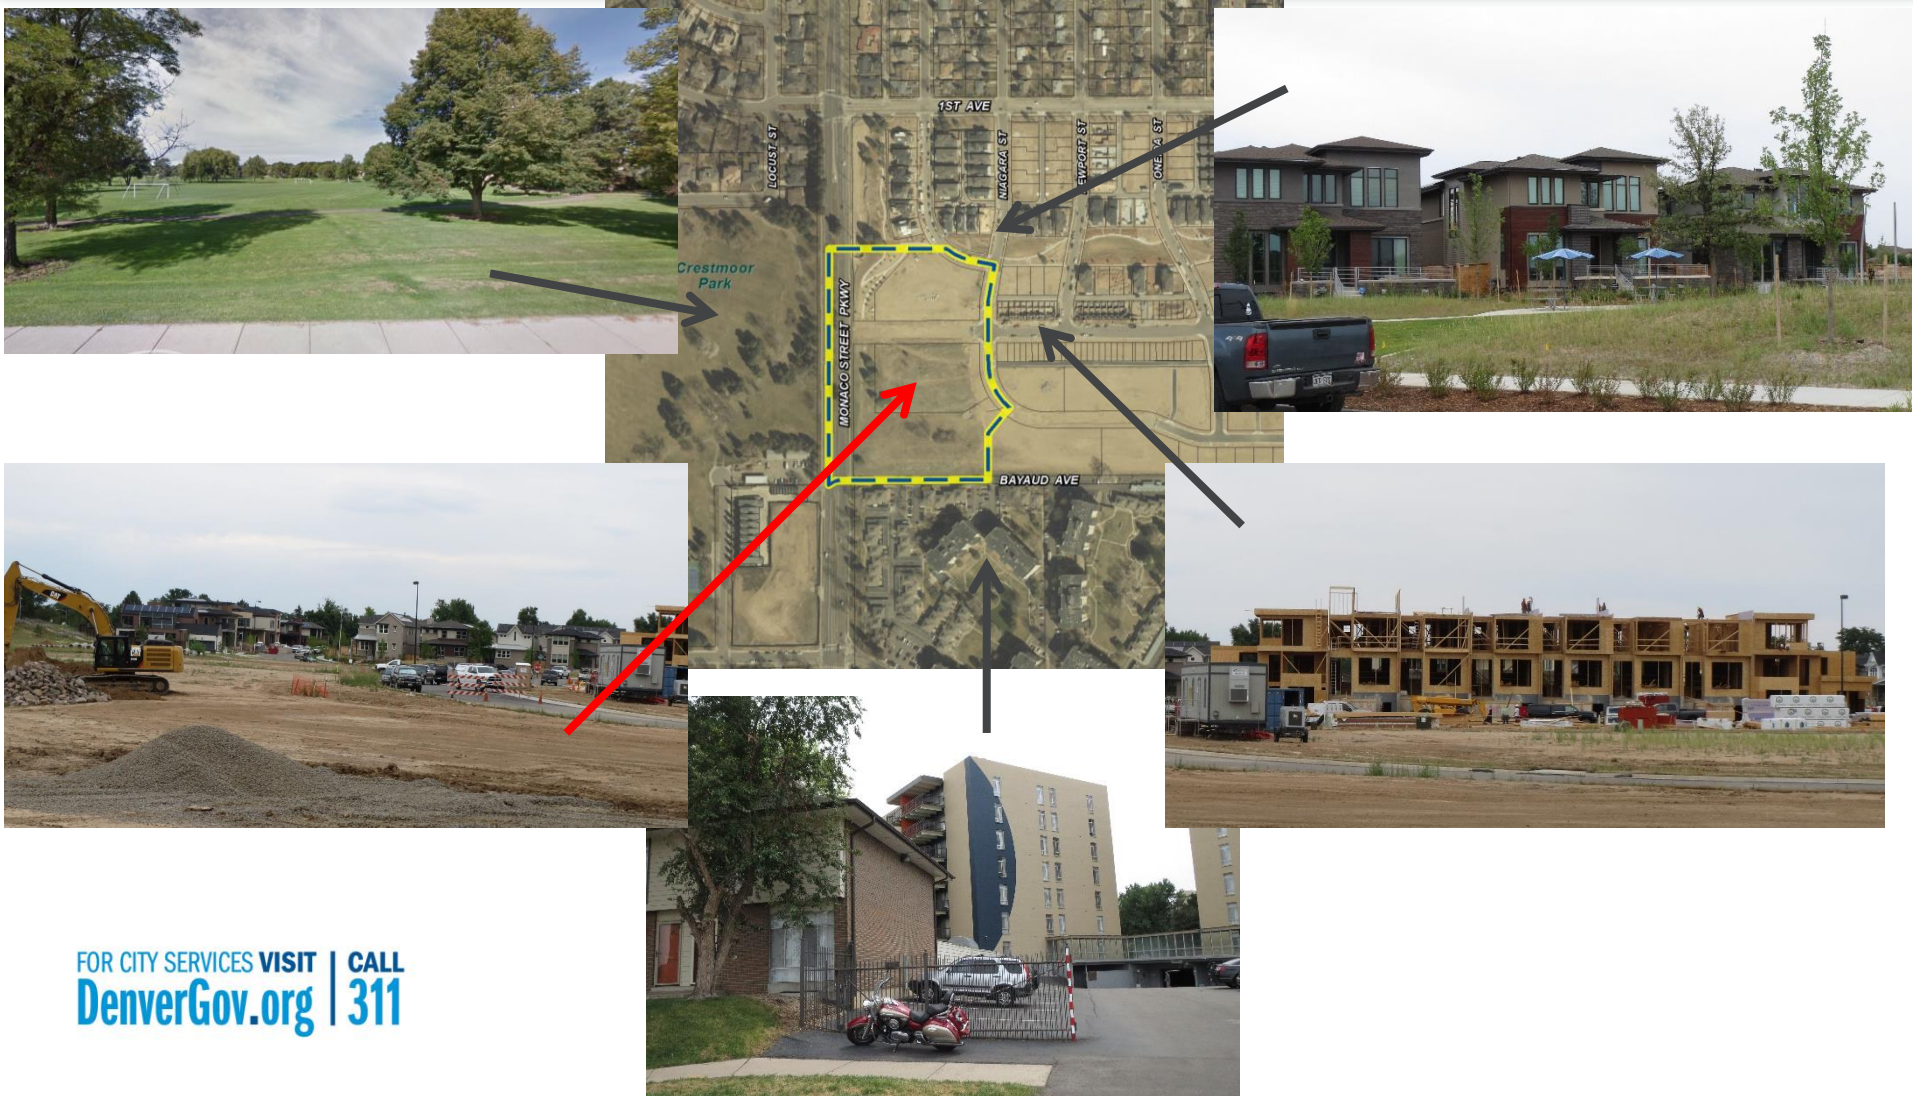 1ST AVE
LOCUST ST
NIAGARA ST
EWPORT ST
Crestmoor
Park
MONACO STREET PKWY
BAYAUD AVE
CAT
FOR CITY SERVICES VISIT
DenverGov.org
CALL
311